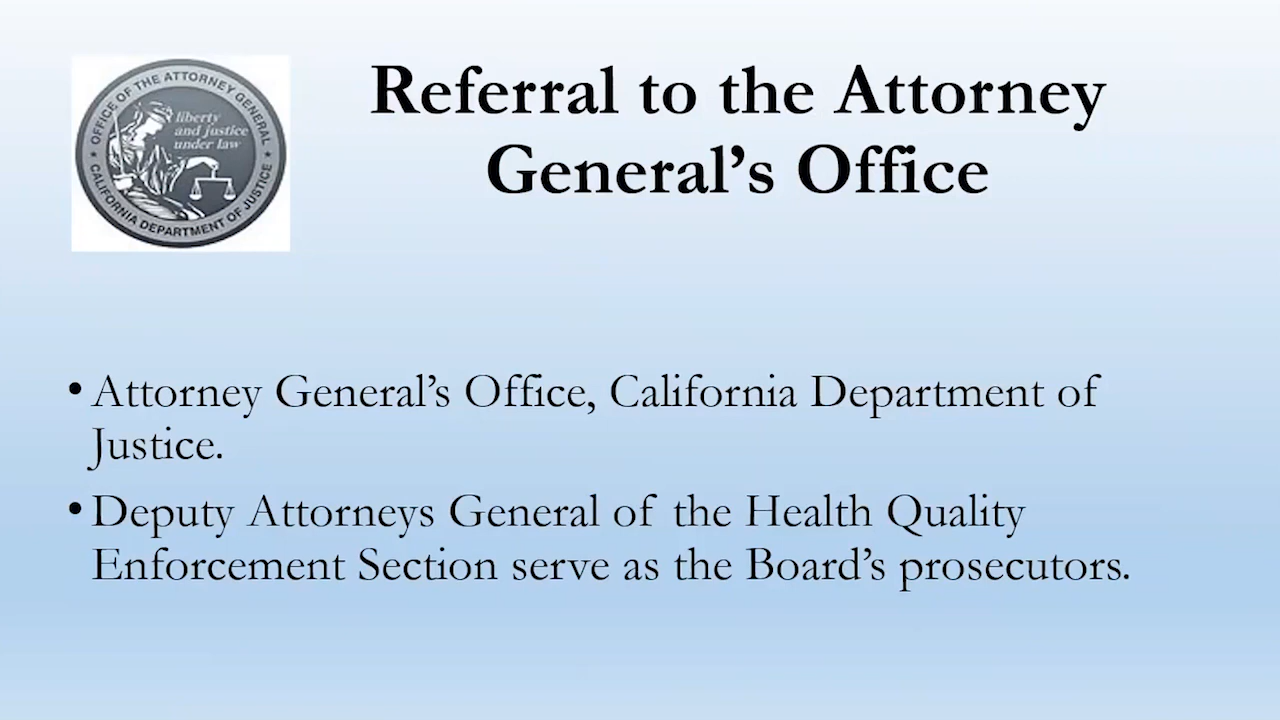 OFFICE OF THE ATTORNEY GENERAL
liberty
and justice
under law
CALIFORNIA DEPARTMENT OF JUSTICE
Referral to the Attorney
General’s Office
• Attorney General’s Office, California Department of
Justice.
• Deputy Attorneys General of the Health Quality
Enforcement Section serve as the Board’s prosecutors.